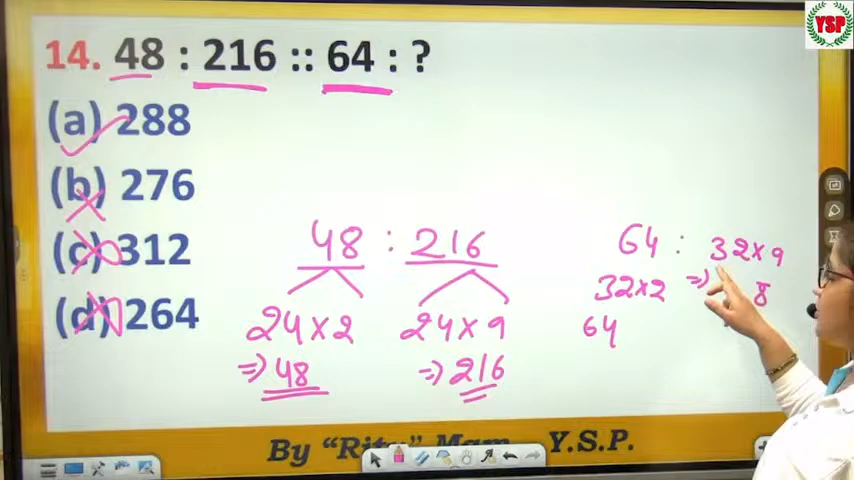 YSP
14. 48 : 216 :: 64 : ?
(a) 288
(b) 276
(c) 312
(d) 264
48 : 216
24×2 24×9
⇒ 48 ⇒ 216
64 : 32×9
32×2 ⇒ 8
64
By "Ritu" Mam Y.S.P.